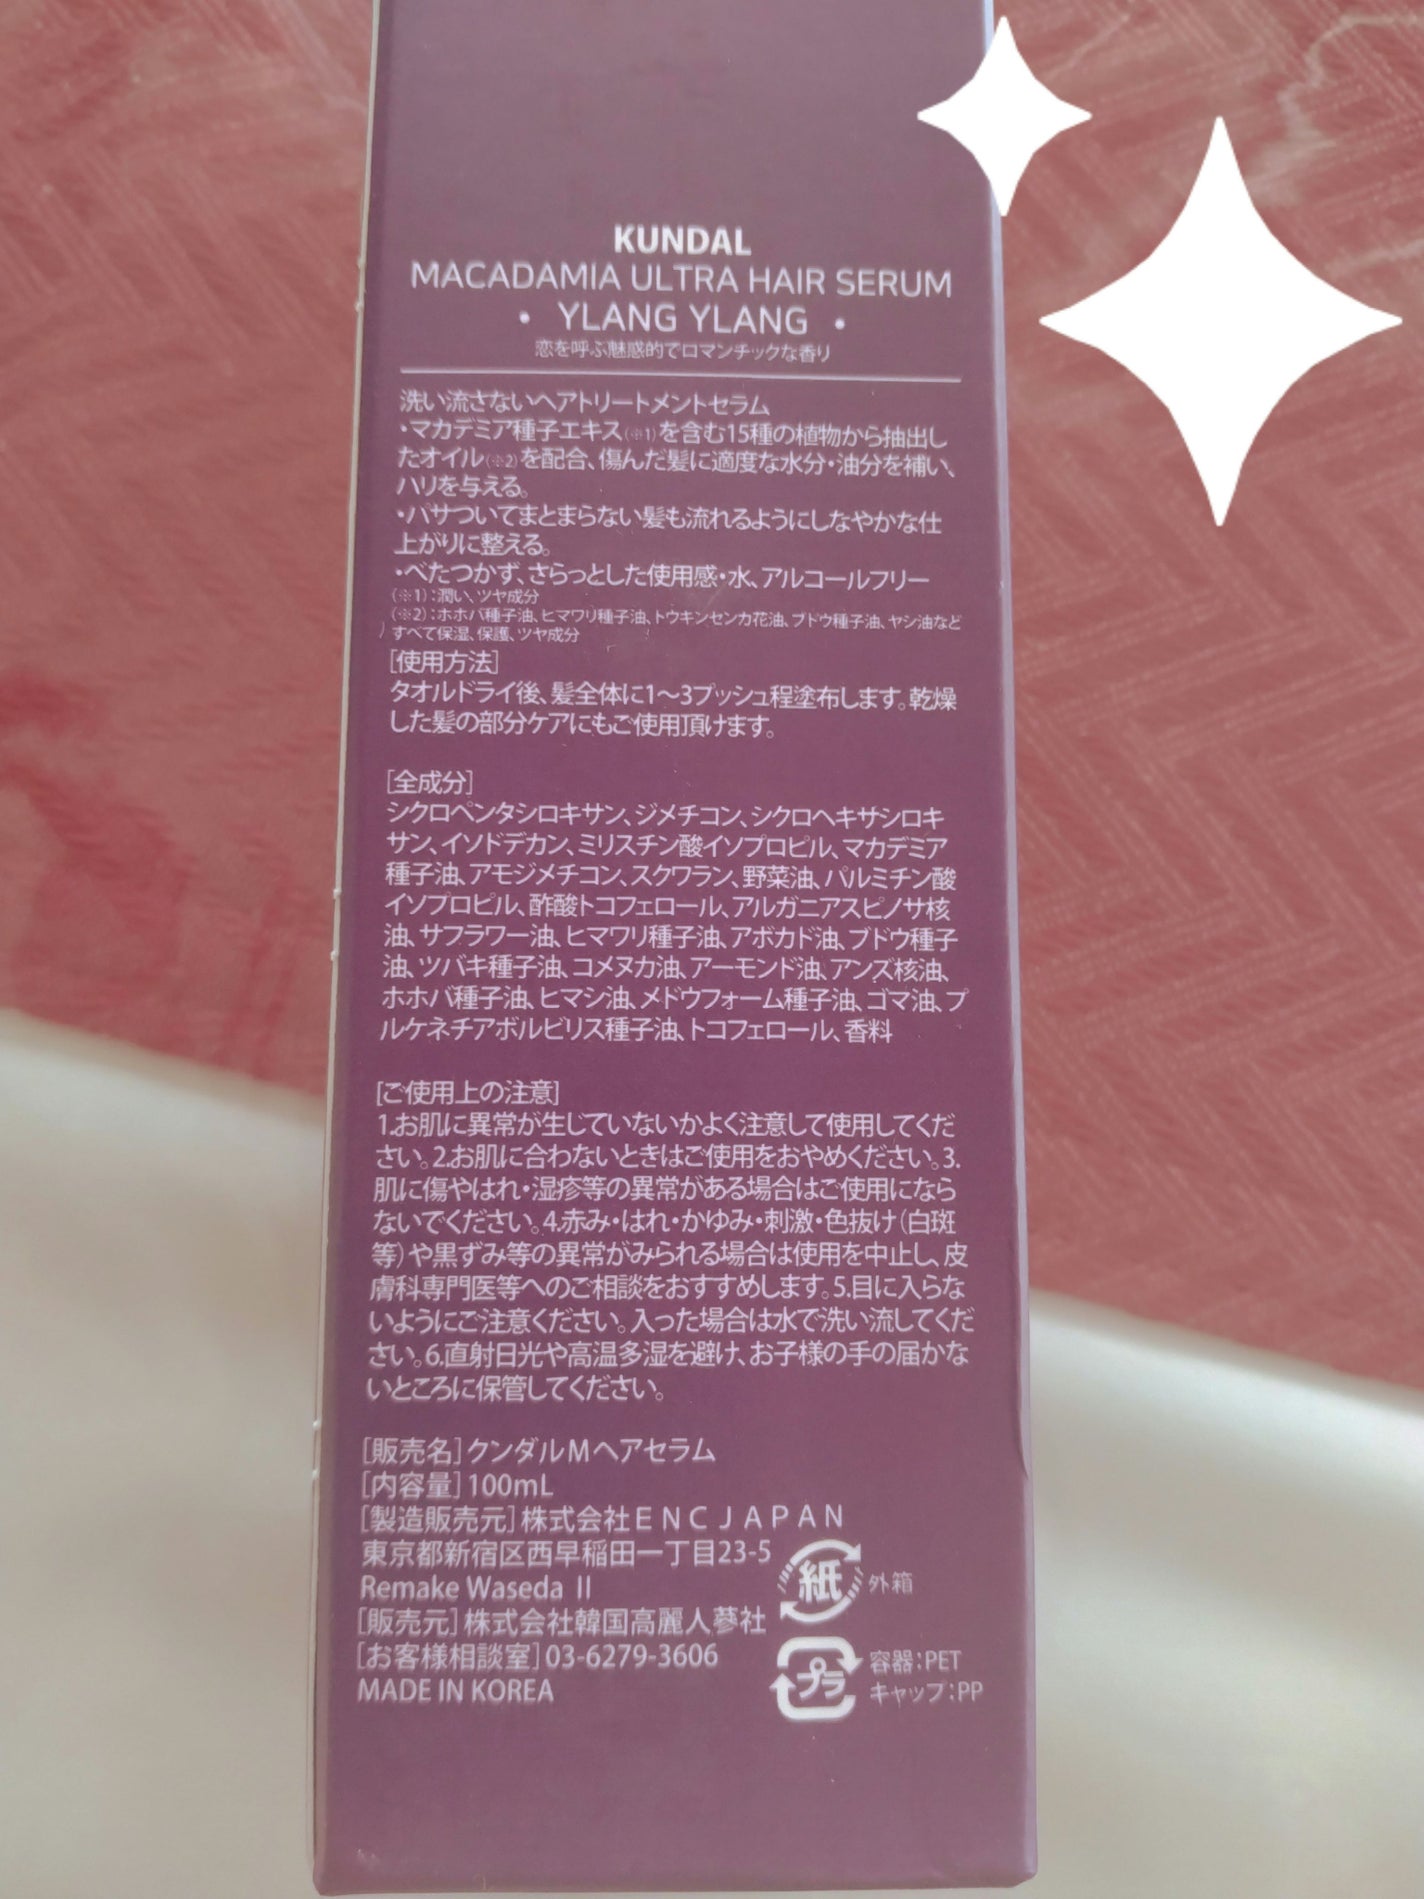 KUNDAL
MACADAMIA ULTRA HAIR SERUM
・ YLANG YLANG ・
恋を呼ぶ魅惑的でロマンチックな香り
洗い流さないヘアトリートメントセラム
・マカデミア種子エキス(※1)を含む15種の植物から抽出し
たオイル(※2)を配合、傷んだ髪に適度な水分・油分を補い、
ハリを与える。
・パサついてまとまらない髪も流れるようにしなやかな仕
上がりに整える。
・べたつかず、さらっとした使用感・水、アルコールフリー
(※1):潤い、ツヤ成分
(※2):ホホバ種子油、ヒマワリ種子油、トウキンセンカ花油、ブドウ種子油、ヤシ油など
すべて保湿、保護、ツヤ成分
[使用方法]
タオルドライ後、髪全体に1〜3プッシュ程塗布します。乾燥
した髪の部分ケアにもご使用頂けます。
[全成分]
シクロペンタシロキサン、ジメチコン、シクロヘキサシロキ
サン、イソドデカン、ミリスチン酸イソプロピル、マカデミア
種子油、アモジメチコン、スクワラン、野菜油、パルミチン酸
イソプロピル、酢酸トコフェロール、アルガニアスピノサ核
油、サフラワー油、ヒマワリ種子油、アボカド油、ブドウ種子
油、ツバキ種子油、コメヌカ油、アーモンド油、アンズ核油、
ホホバ種子油、ヒマシ油、メドウフォーム種子油、ゴマ油、プ
ルケネチアボルビリス種子油、トコフェロール、香料
[ご使用上の注意]
1.お肌に異常が生じていないかよく注意して使用してくだ
さい。2.お肌に合わないときはご使用をおやめください。3.
肌に傷やはれ・湿疹等の異常がある場合はご使用になら
ないでください。4.赤み・はれ・かゆみ・刺激・色抜け（白斑
等）や黒ずみ等の異常がみられる場合は使用を中止し、皮
膚科専門医等へのご相談をおすすめします。5.目に入らな
いようにご注意ください。入った場合は水で洗い流してくだ
さい。6.直射日光や高温多湿を避け、お子様の手の届かな
いところに保管してください。
[販売名]クンダルMヘアセラム
[内容量]100mL
[製造販売元]株式会社ENC JAPAN
東京都新宿区西早稲田一丁目23-5
Remake Waseda II
紙 外箱
[販売元]株式会社韓国高麗人蔘社
[お客様相談室]03-6279-3606
MADE IN KOREA
プラ
容器:PET
キャップ:PP